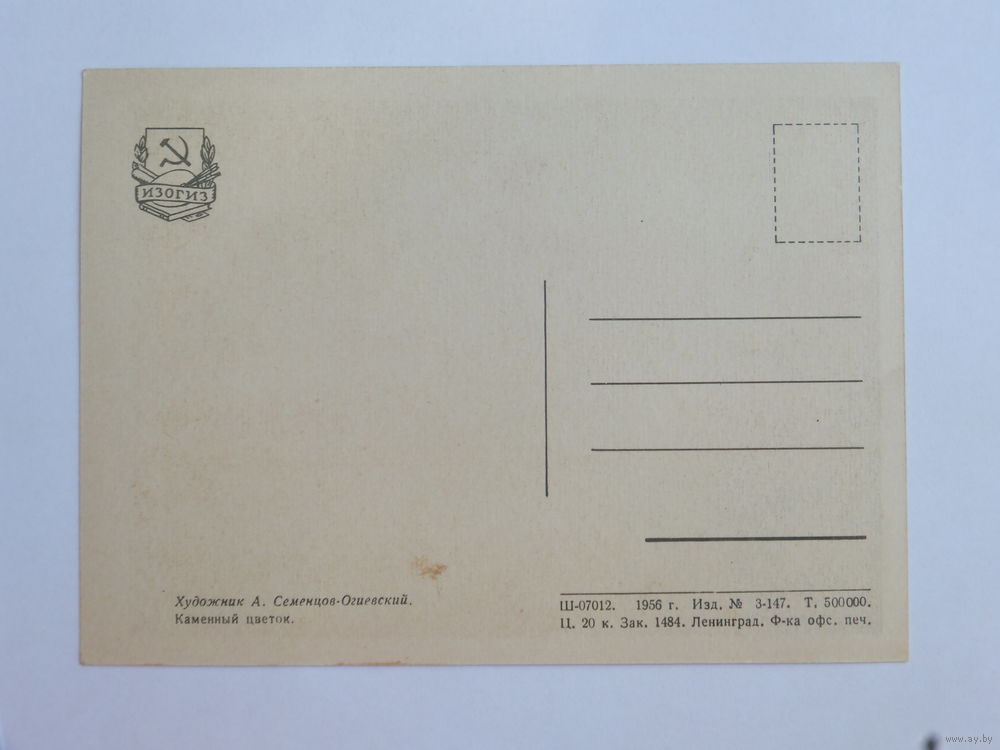 ИЗОГИЗ
Художник А. Семенцов-Огиевский.
Каменный цветок.
Ш-07012. 1956 г. Изд. № 3-147. Т. 500000.
Ц. 20 к. Зак. 1484. Ленинград. Ф-ка офс. печ.
www.ay.by